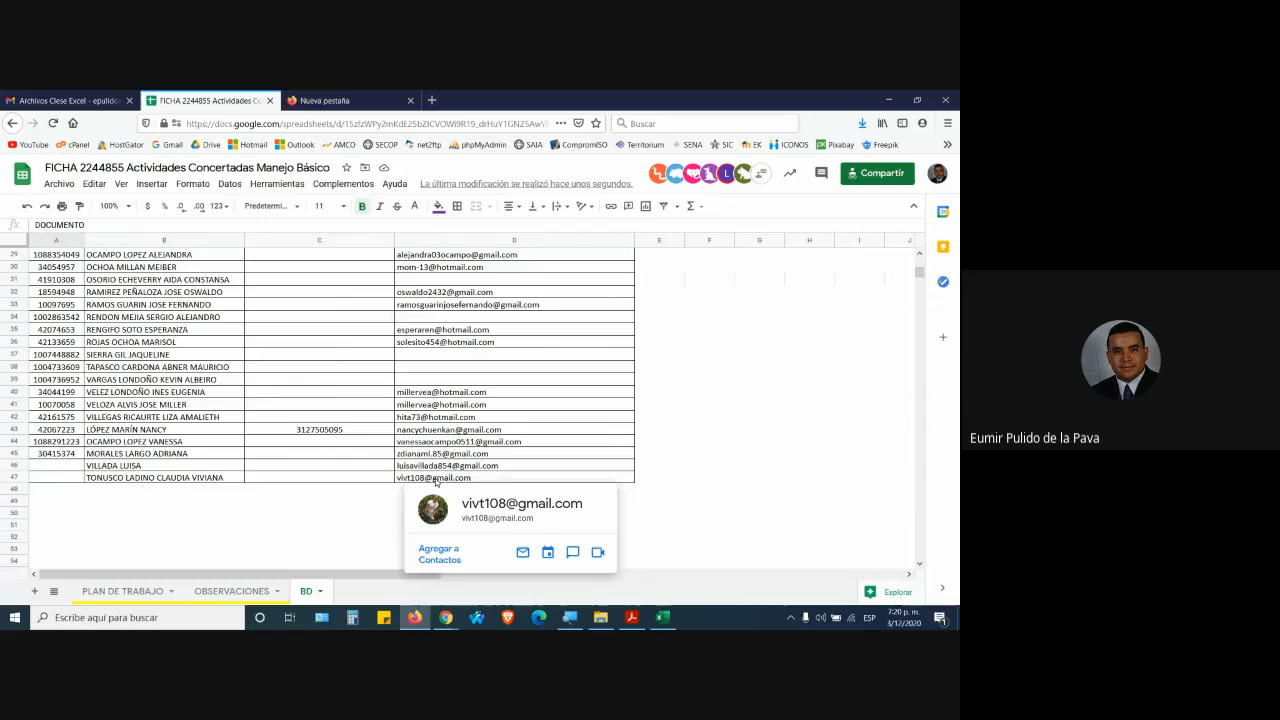 Archivos Clese Excel - epulido
FICHA 2244855 Actividades Co
Nueva pestaña
https://docs.google.com/spreadsheets/d/
Buscar
YouTube cPanel HostGator Gmail Drive Hotmail Outlook AMCO SECOP net2ftp phpMyAdmin SAIA CompromISO Territorium SENA SIC EK ICONOS Pixabay Freepik
FICHA 2244855 Actividades Concertadas Manejo Básico
Compartir
Archivo Editar Ver Insertar Formato Datos Herramientas Complementos Ayuda La última modificación se realizó hace unos segundos.
100% $ % .0 .00 123 Predetermi... 11 B I S A
fx DOCUMENTO
A B C D E F G H I J
29 1088354049 OCAMPO LOPEZ ALEJANDRA alejandra03ocampo@gmail.com
30 34054957 OCHOA MILLAN MEIBER mom-13@hotmail.com
31 41910308 OSORIO ECHEVERRY AIDA CONSTANSA
32 18594948 RAMIREZ PEÑALOZA JOSE OSWALDO oswaldo2432@gmail.com
33 10097695 RAMOS GUARIN JOSE FERNANDO ramosguarinjosefernando@gmail.com
34 1002863542 RENDON MEJIA SERGIO ALEJANDRO
35 42074653 RENGIFO SOTO ESPERANZA esperaren@hotmail.com
36 42133659 ROJAS OCHOA MARISOL solesito454@hotmail.com
37 1007448882 SIERRA GIL JAQUELINE
38 1004733609 TAPASCO CARDONA ABNER MAURICIO
39 1004736952 VARGAS LONDOÑO KEVIN ALBEIRO
40 34044199 VELEZ LONDOÑO INES EUGENIA millervea@hotmail.com
41 10070058 VELOZA ALVIS JOSE MILLER millervea@hotmail.com
42 42161575 VILLEGAS RICAURTE LIZA AMALIETH hita73@hotmail.com
43 42067223 LÓPEZ MARÍN NANCY 3127505095 nancychuenkan@gmail.com
44 1088291223 OCAMPO LOPEZ VANESSA vanessaocampo0511@gmail.com
45 30415374 MORALES LARGO ADRIANA zdianaml.85@gmail.com
46 VILLADA LUISA luisavillada854@gmail.com
47 TONUSCO LADINO CLAUDIA VIVIANA vivt108@gmail.com
48
49
50
51
52
53
54
vivt108@gmail.com
vivt108@gmail.com
Agregar a
Contactos
PLAN DE TRABAJO OBSERVACIONES BD
Explorar
Escribe aquí para buscar
ESP
7:20 p. m.
3/12/2020
Eumir Pulido de la Pava